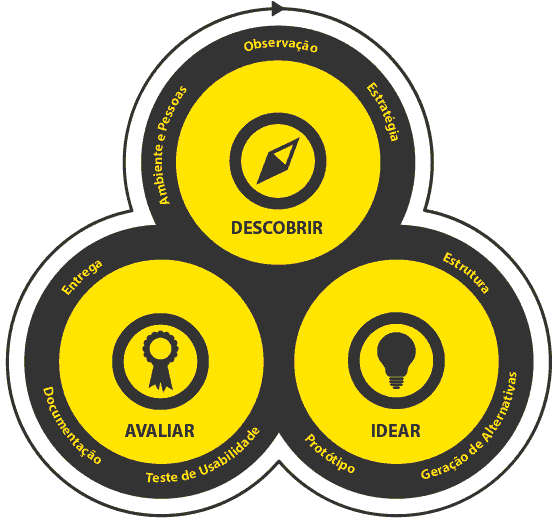 Ambiente e Pessoas
Observação
Estratégia
DESCOBRIR
Estrutura
Geração de Alternativas
Protótipo
IDEAR
Teste de Usabilidade
Documentação
Entrega
AVALIAR